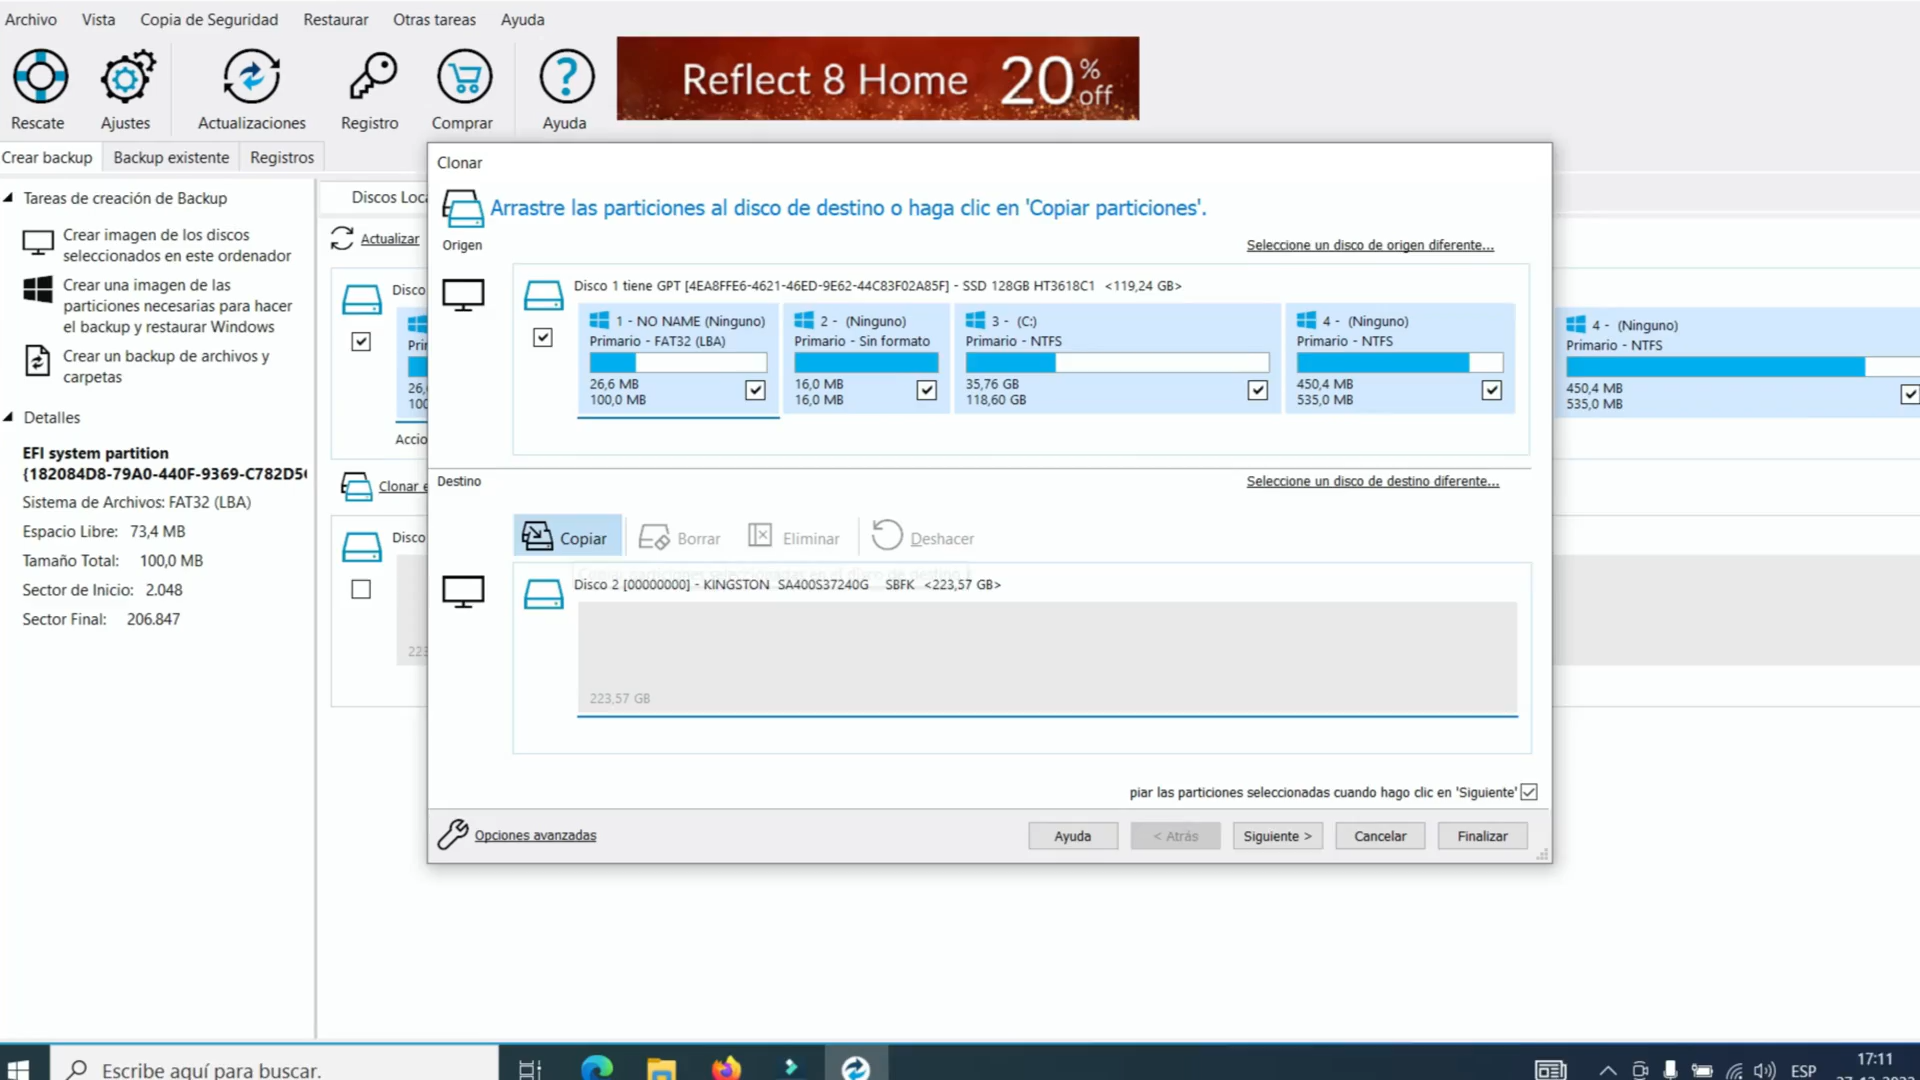 Archivo Vista Copia de Seguridad Restaurar Otras tareas Ayuda
Rescate Ajustes Actualizaciones Registro Comprar Ayuda
Reflect 8 Home 20% off
Crear backup Backup existente Registros
Tareas de creación de Backup
Crear imagen de los discos
seleccionados en este ordenador
Crear una imagen de las
particiones necesarias para hacer
el backup y restaurar Windows
Crear un backup de archivos y
carpetas
Detalles
EFI system partition
{182084D8-79A0-440F-9369-C782D5
Sistema de Archivos: FAT32 (LBA)
Espacio Libre: 73,4 MB
Tamaño Total: 100,0 MB
Sector de Inicio: 2.048
Sector Final: 206.847
Discos Loc
Actualizar
Disco
Pri
26,
100
Accio
Clonar e
Disco
223
Clonar
Arrastre las particiones al disco de destino o haga clic en 'Copiar particiones'.
Origen
Seleccione un disco de origen diferente...
Disco 1 tiene GPT [4EA8FFE6-4621-46ED-9E62-44C83F02A85F] - SSD 128GB HT3618C1 <119,24 GB>
1 - NO NAME (Ninguno)
Primario - FAT32 (LBA)
26,6 MB
100,0 MB
2 - (Ninguno)
Primario - Sin formato
16,0 MB
16,0 MB
3 - (C:)
Primario - NTFS
35,76 GB
118,60 GB
4 - (Ninguno)
Primario - NTFS
450,4 MB
535,0 MB
4 - (Ninguno)
Primario - NTFS
450,4 MB
535,0 MB
Destino
Seleccione un disco de destino diferente...
Copiar Borrar Eliminar Deshacer
Disco 2 [00000000] - KINGSTON SA400S37240G SBFK <223,57 GB>
223,57 GB
piar las particiones seleccionadas cuando hago clic en 'Siguiente'
Opciones avanzadas
Ayuda < Atrás Siguiente > Cancelar Finalizar
Escribe aquí para buscar.
ESP
17:11